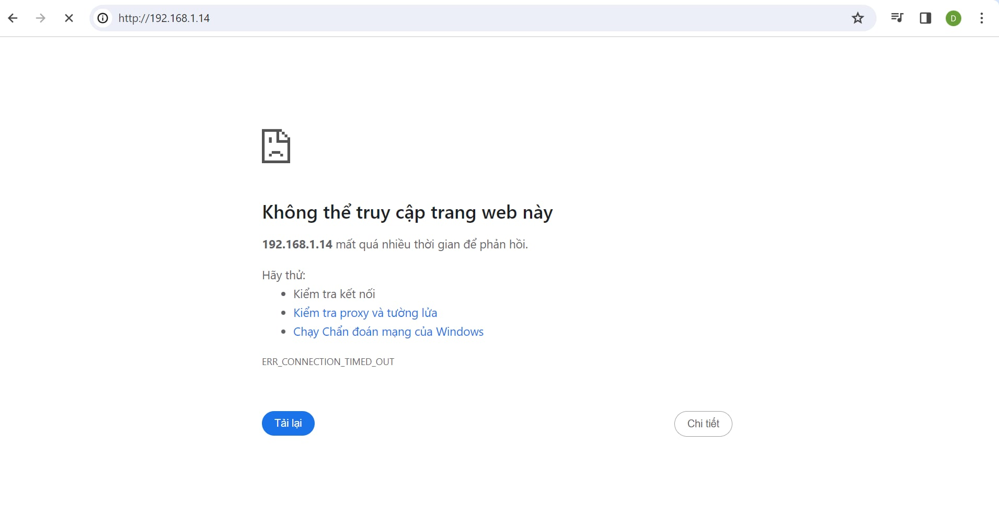 http://192.168.1.14
D
Không thể truy cập trang web này
192.168.1.14 mất quá nhiều thời gian để phản hồi.
Hãy thử:
• Kiểm tra kết nối
• Kiểm tra proxy và tường lửa
• Chạy Chẩn đoán mạng của Windows
ERR_CONNECTION_TIMED_OUT
Tải lại
Chi tiết